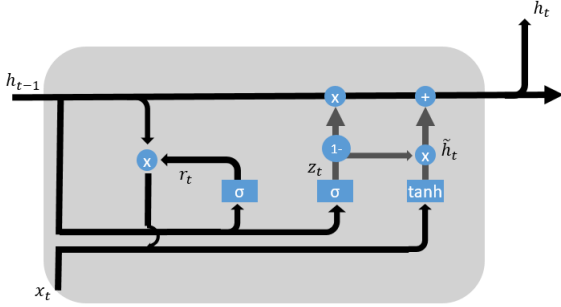 h_t
h_{t-1}
x +
1-
x r_t z_t x h̃_t
σ σ tanh
x_t